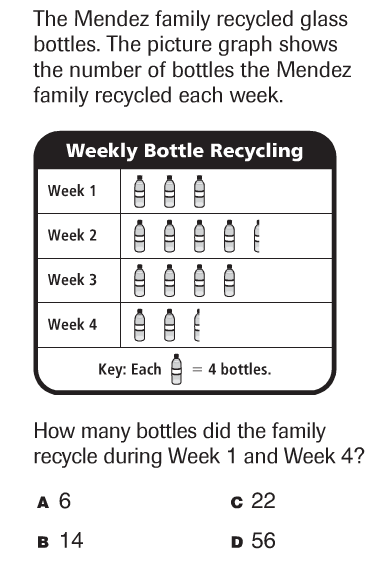 The Mendez family recycled glass
bottles. The picture graph shows
the number of bottles the Mendez
family recycled each week.
Weekly Bottle Recycling
Week 1
Week 2
Week 3
Week 4
Key: Each = 4 bottles.
How many bottles did the family
recycle during Week 1 and Week 4?
A 6
C 22
B 14
D 56